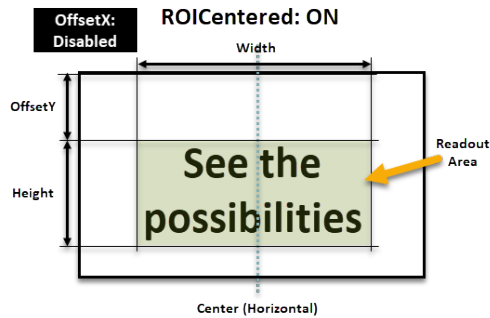 OffsetX:
Disabled
ROICentered: ON
Width
OffsetY
See the
possibilities
Readout
Area
Height
Center (Horizontal)